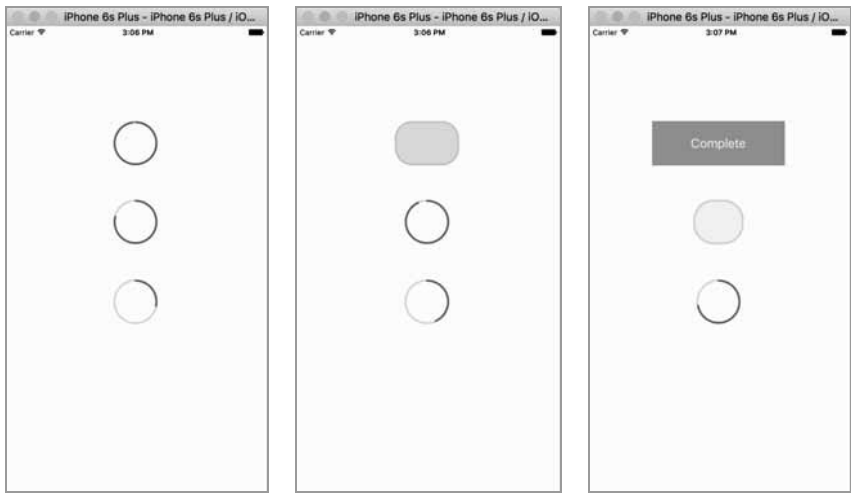 iPhone 6s Plus - iPhone 6s Plus / iO...
Carrier 3:06 PM
iPhone 6s Plus - iPhone 6s Plus / iO...
Carrier 3:06 PM
iPhone 6s Plus - iPhone 6s Plus / iO...
Carrier 3:07 PM
Complete